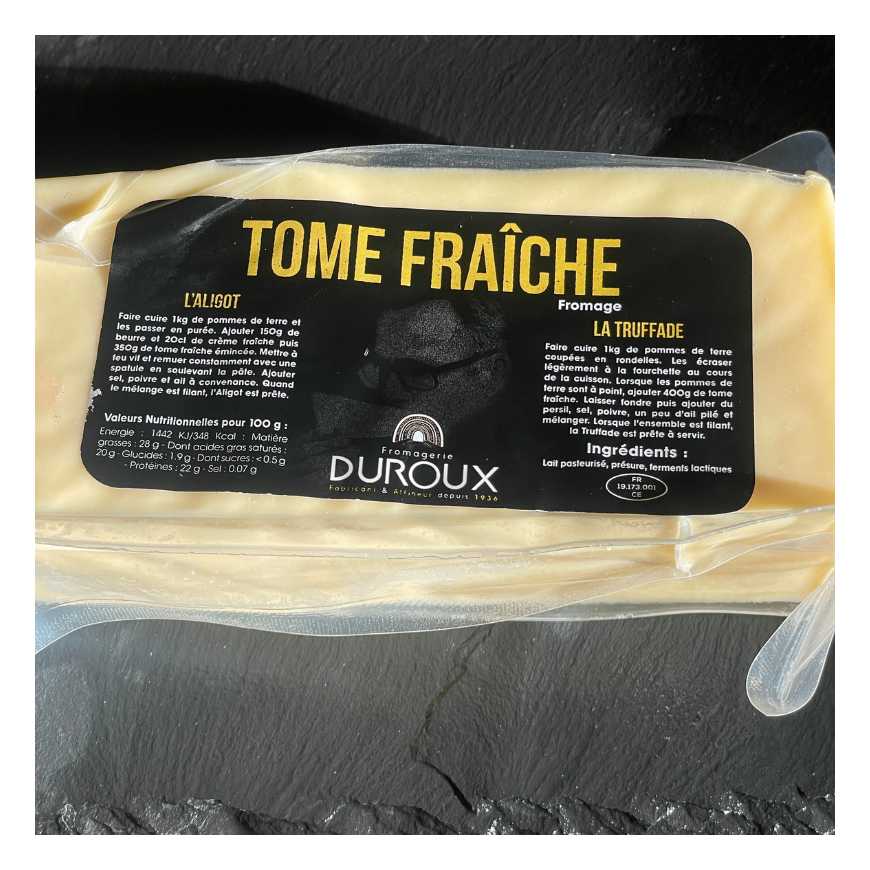 TOME FRAÎCHE
Fromage
L'ALIGOT
Faire cuire 1kg de pommes de terre et
les passer en purée. Ajouter 150g de
beurre et 20cl de crème fraîche puis
350g de tome fraîche émincée. Mettre à
feu vif et remuer constamment avec une
spatule en soulevant la pâte. Ajouter
sel, poivre et ail à convenance. Quand
le mélange est filant, l'Aligot est prête.
Valeurs Nutritionnelles pour 100 g :
Energie : 1442 KJ/348 Kcal : Matière
grasses : 28 g - Dont acides gras saturés :
20 g - Glucides : 1.9 g - Dont sucres : <0.5 g
- Protéines : 22 g - Sel : 0.07 g
Fromagerie
DUROUX
Fabricant & Affineur depuis 1936
LA TRUFFADE
Faire cuire 1kg de pommes de terre
coupées en rondelles. Les écraser
légèrement à la fourchette au cours
de la cuisson. Lorsque les pommes de
terre sont à point, ajouter 400g de tome
fraîche. Laisser fondre puis ajouter du
persil, sel, poivre, un peu d'ail pilé et
mélanger. Lorsque l'ensemble est filant,
la Truffade est prête à servir.
Ingrédients :
Lait pasteurisé, présure, ferments lactiques
FR
19.173.001
CE